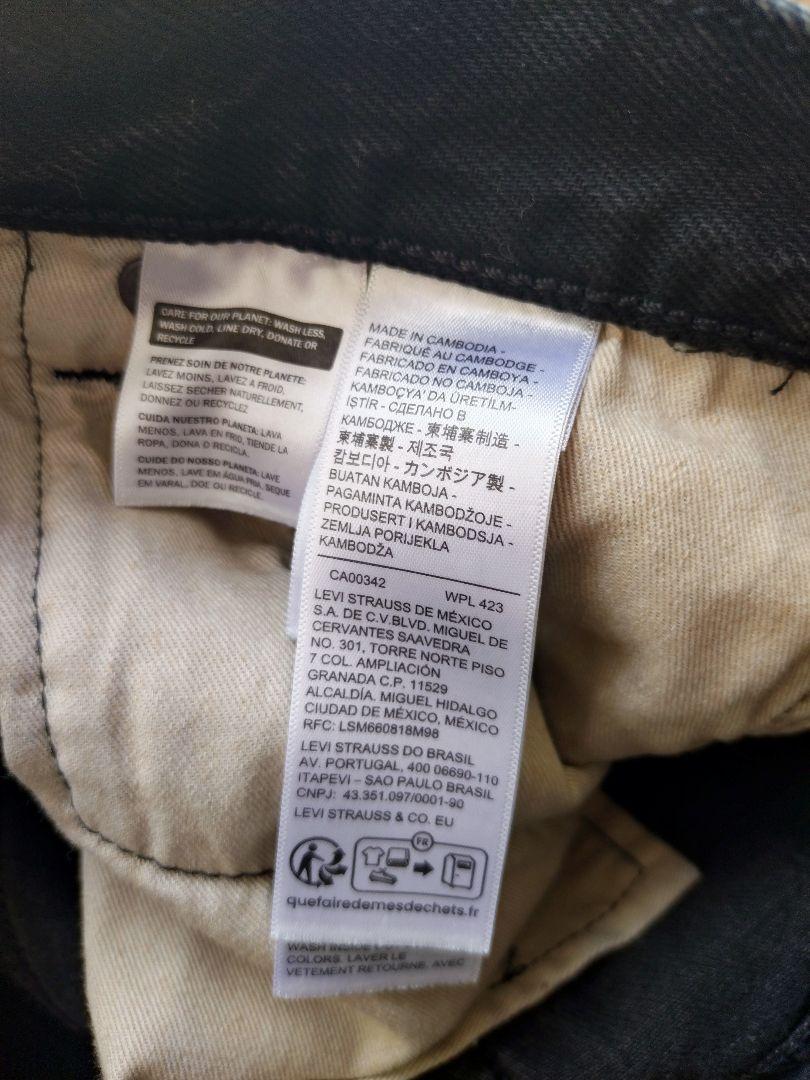 CARE FOR OUR PLANET: WASH LESS,
WASH COLD, LINE DRY, DONATE OR
RECYCLE
PRENEZ SOIN DE NOTRE PLANETE:
LAVEZ MOINS, LAVEZ A FROID,
LAISSEZ SECHER NATURELLEMENT,
DONNEZ OU RECYCLEZ
CUIDA NUESTRO PLANETA: LAVA
MENOS, LAVA EN FRIO, TIENDE LA
ROPA, DONA O RECICLA.
CUIDE DO NOSSO PLANETA: LAVE
MENOS, LAVE EM ÁGUA FRIA, SEQUE
EM VARAL, DOE OU RECICLE.
MADE IN CAMBODIA -
FABRIQUÉ AU CAMBODGE -
FABRICADO EN CAMBOYA -
FABRICADO NO CAMBOJA -
KAMBOÇYA' DA ÜRETİLM-
İŞTİR - СДЕЛАНО В
КАМБОДЖЕ - 柬埔寨制造 -
柬埔寨製 - 제조국
캄보디아 - カンボジア製 -
BUATAN KAMBOJA -
PAGAMINTA KAMBODŽOJE -
PRODUSERT I KAMBODSJA -
ZEMLJA PORIJEKLA
KAMBODŽA
CA00342 WPL 423
LEVI STRAUSS DE MÉXICO
S.A. DE C.V.BLVD. MIGUEL DE
CERVANTES SAAVEDRA
NO. 301, TORRE NORTE PISO
7 COL. AMPLIACIÓN
GRANADA C.P. 11529
ALCALDÍA. MIGUEL HIDALGO
CIUDAD DE MÉXICO, MÉXICO
RFC: LSM660818M98
LEVI STRAUSS DO BRASIL
AV. PORTUGAL, 400 06690-110
ITAPEVI – SAO PAULO BRASIL
CNPJ: 43.351.097/0001-90
LEVI STRAUSS & CO. EU
FR
quefairedemesdechets.fr
WASH INSIDE
COLORS. LAVER LE
VETEMENT RETOURNE, AVEC